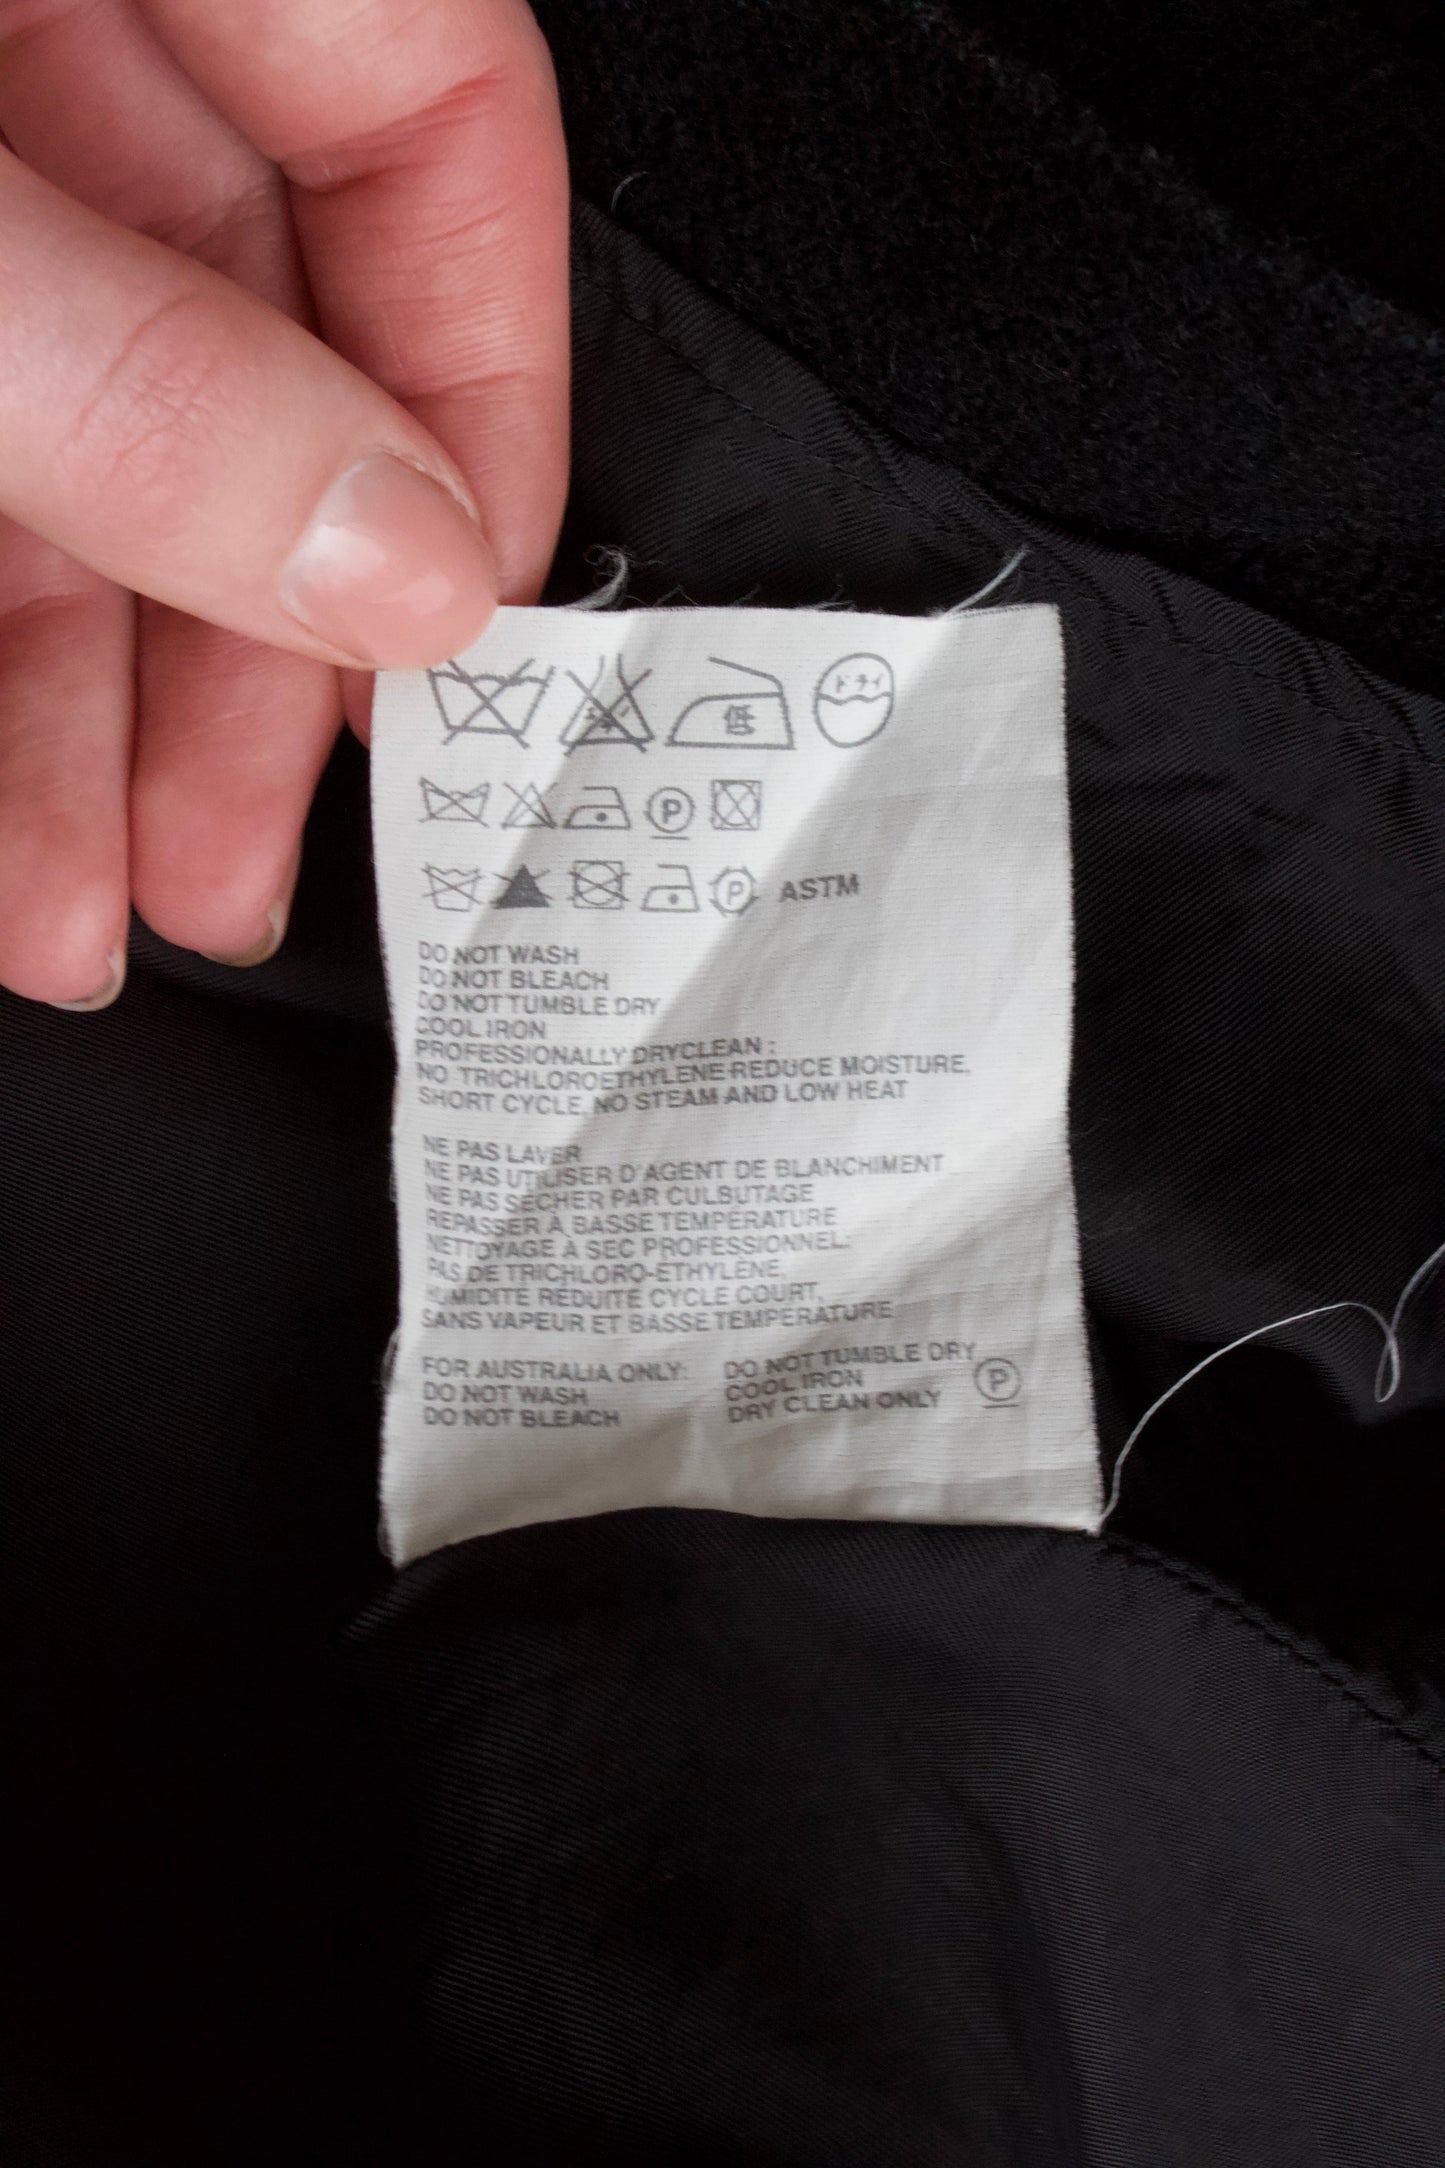 低 ドライ
P
P ASTM
DO NOT WASH
DO NOT BLEACH
DO NOT TUMBLE DRY
COOL IRON
PROFESSIONALLY DRYCLEAN :
NO TRICHLOROETHYLENE REDUCE MOISTURE,
SHORT CYCLE, NO STEAM AND LOW HEAT
NE PAS LAVER
NE PAS UTILISER D'AGENT DE BLANCHIMENT
NE PAS SÉCHER PAR CULBUTAGE
REPASSER À BASSE TEMPÉRATURE
NETTOYAGE À SEC PROFESSIONNEL:
PAS DE TRICHLORO-ÉTHYLÈNE,
HUMIDITÉ RÉDUITE CYCLE COURT,
SANS VAPEUR ET BASSE TEMPÉRATURE
FOR AUSTRALIA ONLY:
DO NOT WASH
DO NOT BLEACH
DO NOT TUMBLE DRY
COOL IRON
DRY CLEAN ONLY
P